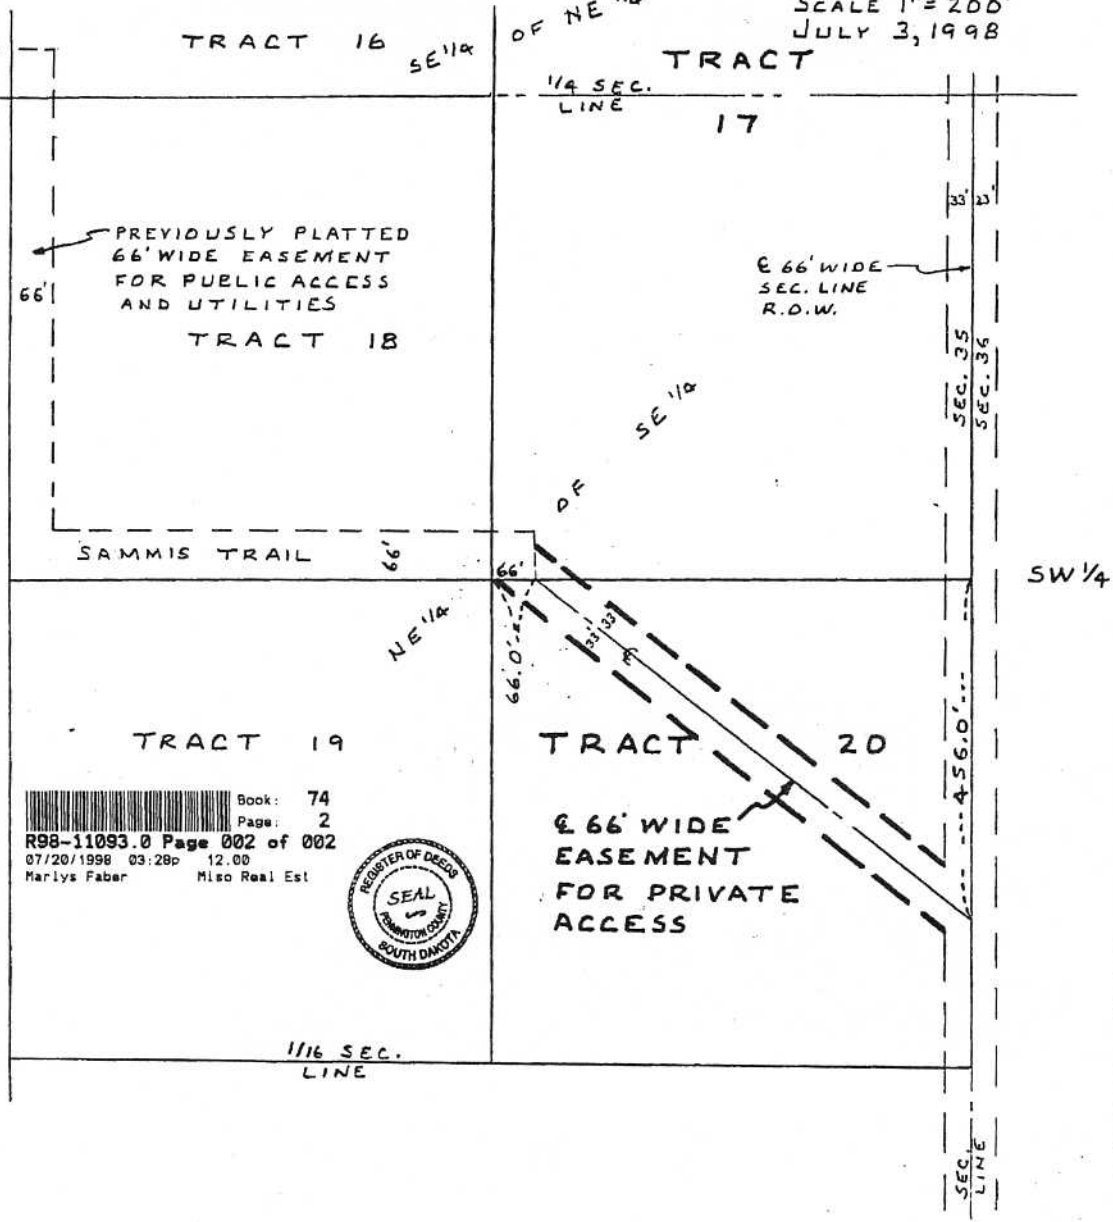 SCALE 1" = 200'
JULY 3, 1998
TRACT 16
SE 1/4
OF NE 1/4
TRACT
17
1/4 SEC.
LINE
33' 33'
PREVIOUSLY PLATTED
66' WIDE EASEMENT
FOR PUBLIC ACCESS
AND UTILITIES
66'
TRACT 18
℄ 66' WIDE
SEC. LINE
R.O.W.
SEC. 35
SEC. 36
NE 1/4
OF
SE 1/4
SAMMIS TRAIL
66'
66'
66.0'
33' 33'
℄
SW 1/4
456.0'
TRACT 19
TRACT 20
℄ 66' WIDE
EASEMENT
FOR PRIVATE
ACCESS
Book: 74
Page: 2
R98-11093.0 Page 002 of 002
07/20/1998 03:28p 12.00
Marlys Faber Misc Real Est
REGISTER OF DEEDS
SEAL
PENNINGTON COUNTY
SOUTH DAKOTA
1/16 SEC.
LINE
SEC.
LINE